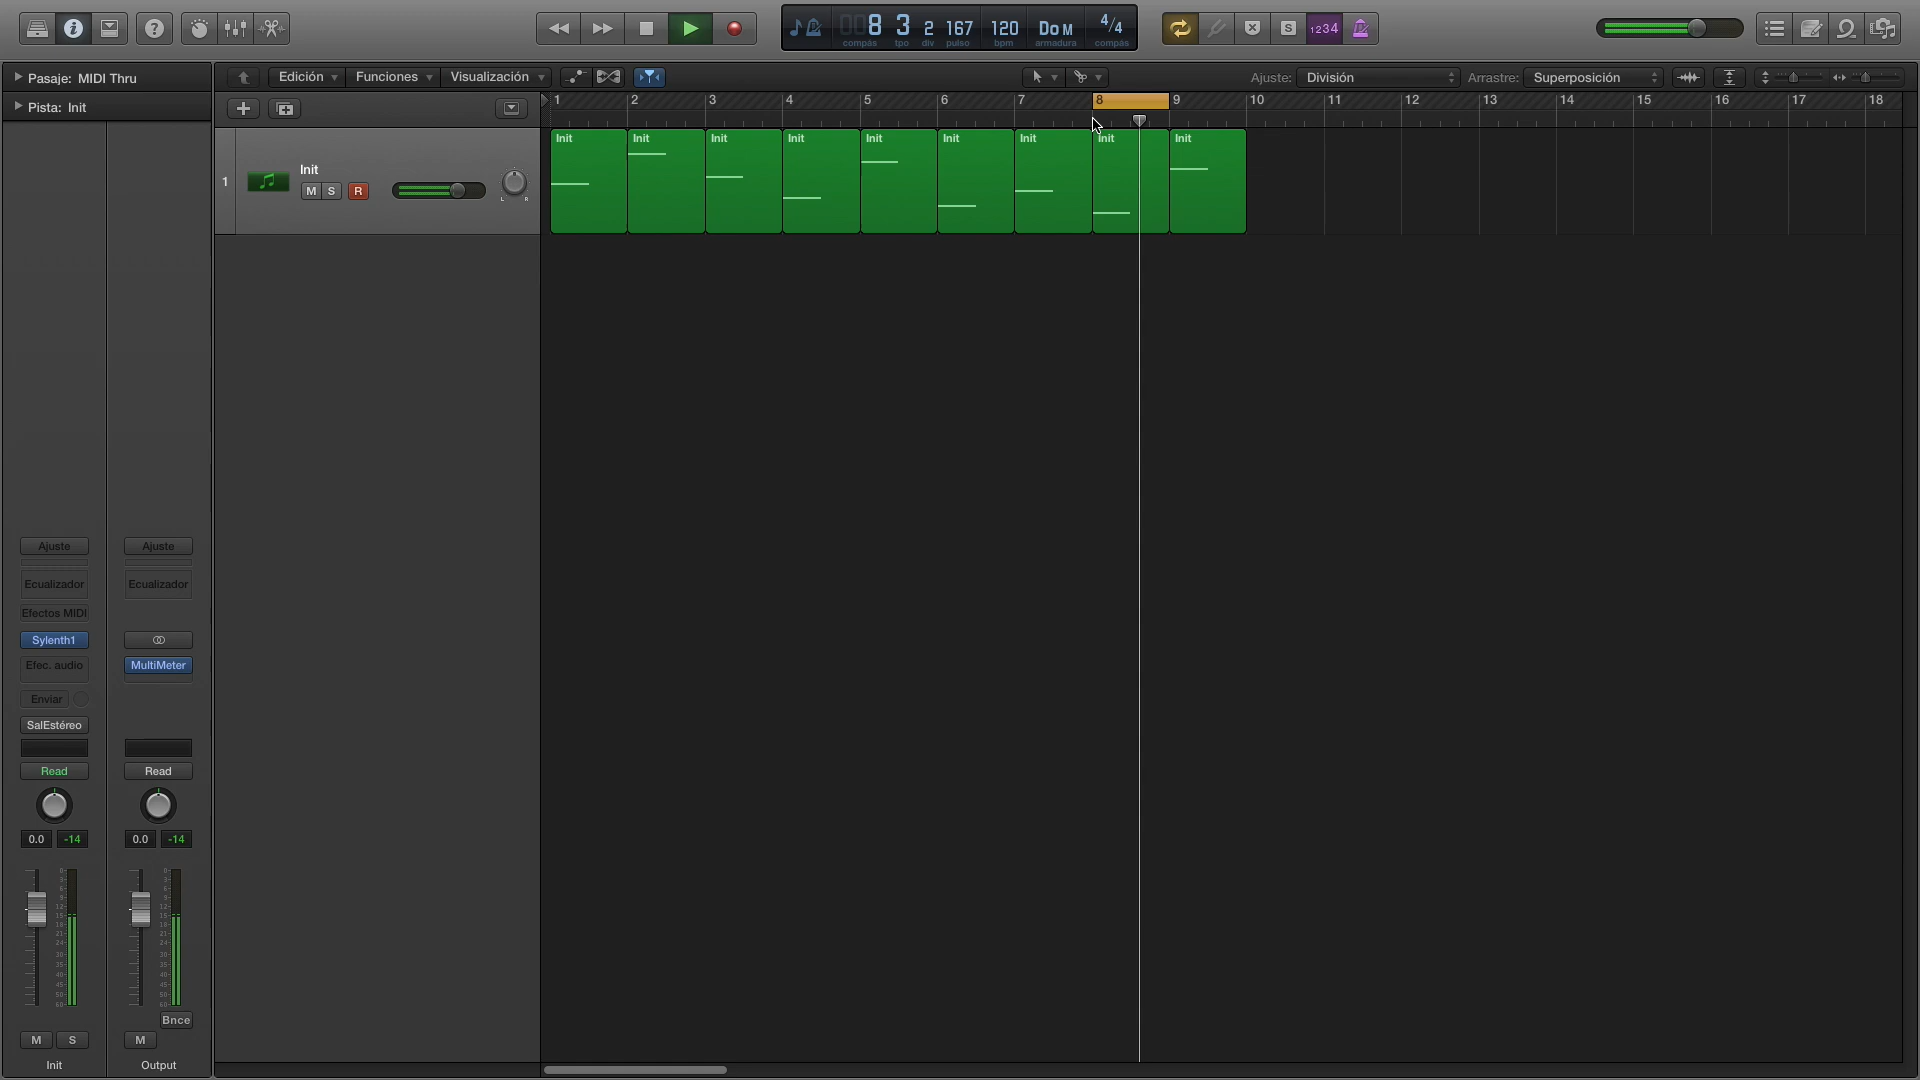 8 3 2 167 120 Do M 4/4
compás tpo div pulso bpm armadura compás
S 1234
Pasaje: MIDI Thru
Edición Funciones Visualización
Ajuste: División Arrastre: Superposición
Pista: Init
1 2 3 4 5 6 7 8 9 10 11 12 13 14 15 16 17 18
Init Init Init Init Init Init Init Init Init
1
Init
M S R
L R
Ajuste Ajuste
Ecualizador Ecualizador
Efectos MIDI
Sylenth1
Efec. audio MultiMeter
Enviar
SalEstéreo
Read Read
0.0 -14 0.0 -14
Bnce
M S M
Init Output